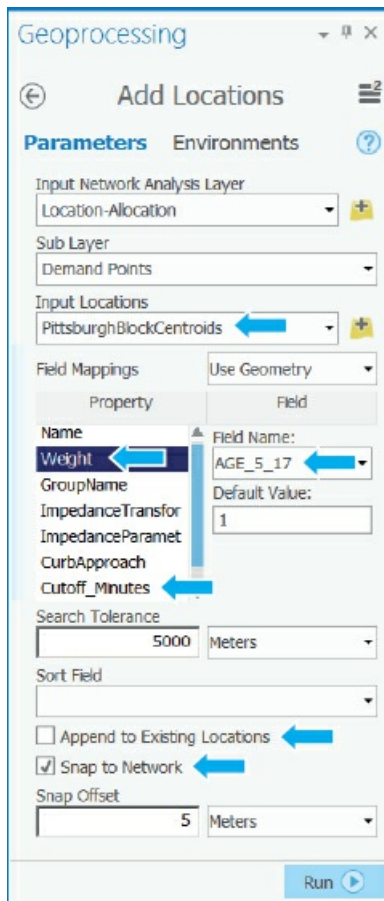 Geoprocessing
Add Locations
2
Parameters Environments ?
Input Network Analysis Layer
Location-Allocation
Sub Layer
Demand Points
Input Locations
PittsburghBlockCentroids
Field Mappings Use Geometry
Property Field
Name
Weight
GroupName
ImpedanceTransfor
ImpedanceParamet
CurbApproach
Cutoff_Minutes
Field Name:
AGE_5_17
Default Value:
1
Search Tolerance
5000 Meters
Sort Field
Append to Existing Locations
Snap to Network
Snap Offset
5 Meters
Run